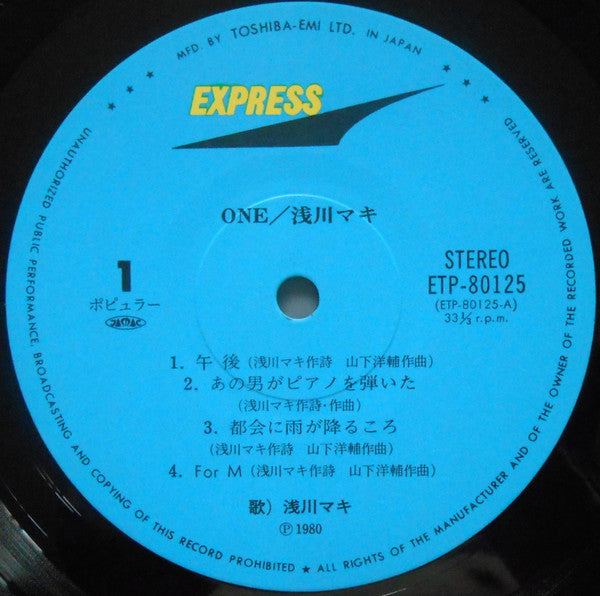 MFD. BY TOSHIBA-EMI LTD. IN JAPAN
EXPRESS
ONE／浅川マキ
1
ポピュラー
JASRAC
STEREO
ETP-80125
(ETP-80125-A)
33⅓ r.p.m.
1. 午後（浅川マキ作詩 山下洋輔作曲）
2. あの男がピアノを弾いた
（浅川マキ作詩・作曲）
3. 都会に雨が降るころ
（浅川マキ作詩 山下洋輔作曲）
4. For M（浅川マキ作詩 山下洋輔作曲）
歌）浅川マキ
Ⓟ 1980
★ ★ ★ UNAUTHORIZED PUBLIC PERFORMANCE, BROADCASTING AND COPYING OF THIS RECORD PROHIBITED ★ ALL RIGHTS OF THE MANUFACTURER AND OF THE OWNER OF THE RECORDED WORK ARE RESERVED ★ ★ ★